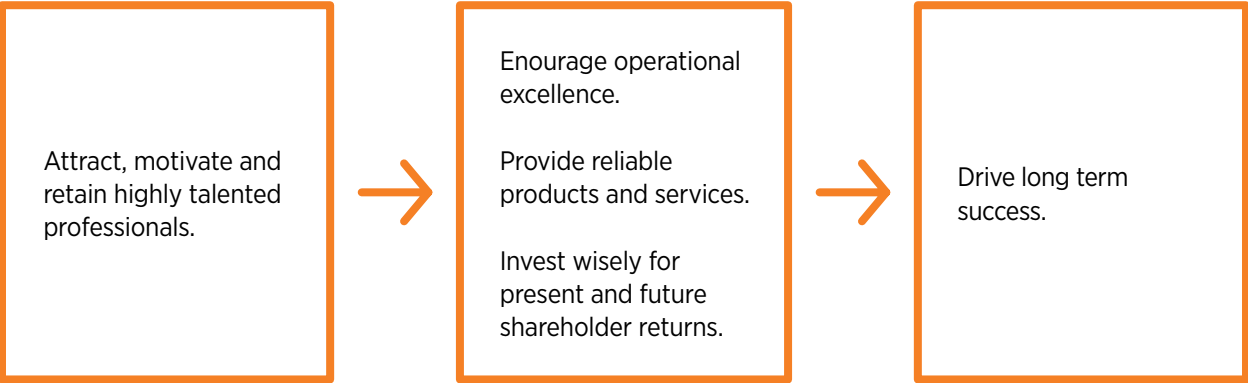 Attract, motivate and
retain highly talented
professionals.
Enourage operational
excellence.
Provide reliable
products and services.
Invest wisely for
present and future
shareholder returns.
Drive long term
success.